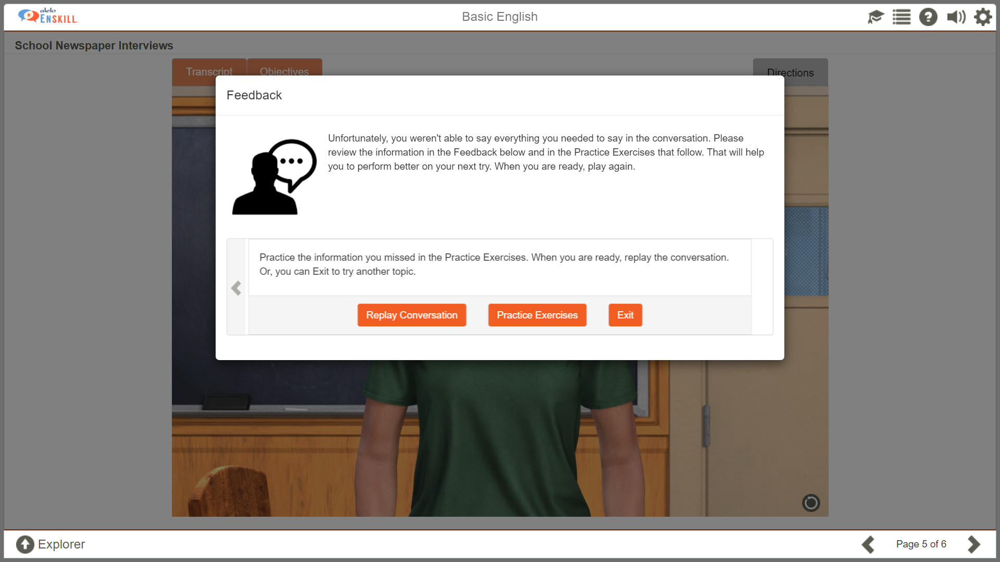 alelo
ENSKILL.
Basic English
?
School Newspaper Interviews
Transcript
Objectives
Directions
Feedback
Unfortunately, you weren't able to say everything you needed to say in the conversation. Please
review the information in the Feedback below and in the Practice Exercises that follow. That will help
you to perform better on your next try. When you are ready, play again.
Practice the information you missed in the Practice Exercises. When you are ready, replay the conversation.
Or, you can Exit to try another topic.
Replay Conversation
Practice Exercises
Exit
Explorer
Page 5 of 6